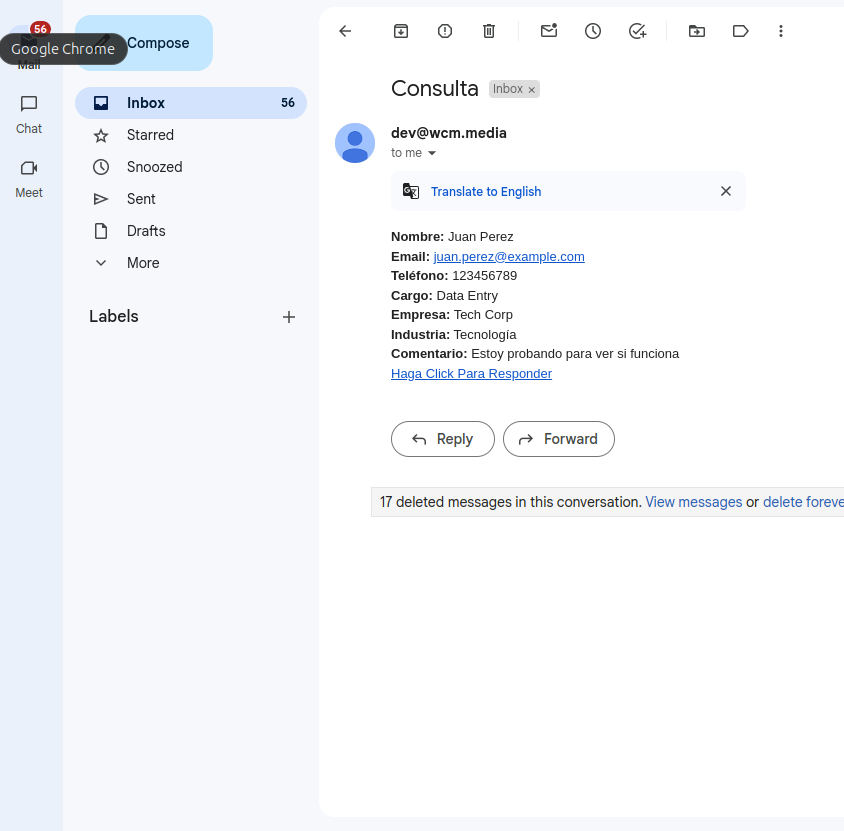 56
Compose
Google Chrome
Mail
Inbox 56
Chat
Starred
Snoozed
Meet
Sent
Drafts
More
Labels
Consulta Inbox ×
dev@wcm.media
to me
Translate to English
Nombre: Juan Perez
Email: juan.perez@example.com
Teléfono: 123456789
Cargo: Data Entry
Empresa: Tech Corp
Industria: Tecnología
Comentario: Estoy probando para ver si funciona
Haga Click Para Responder
Reply Forward
17 deleted messages in this conversation. View messages or delete foreve